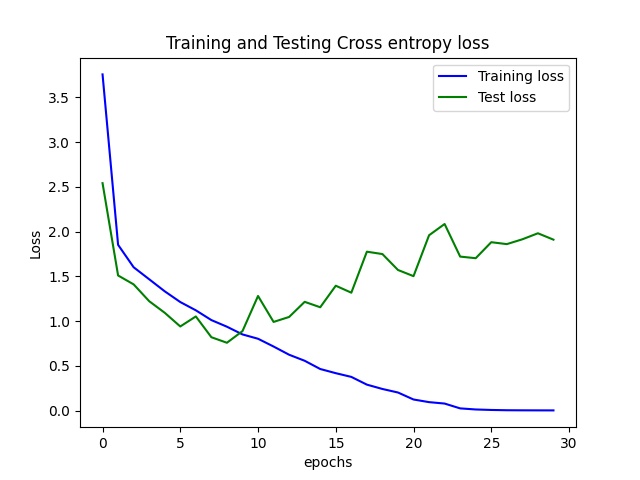 Training and Testing Cross entropy loss
Training loss
Test loss
Loss
3.5
3.0
2.5
2.0
1.5
1.0
0.5
0.0
0 5 10 15 20 25 30
epochs